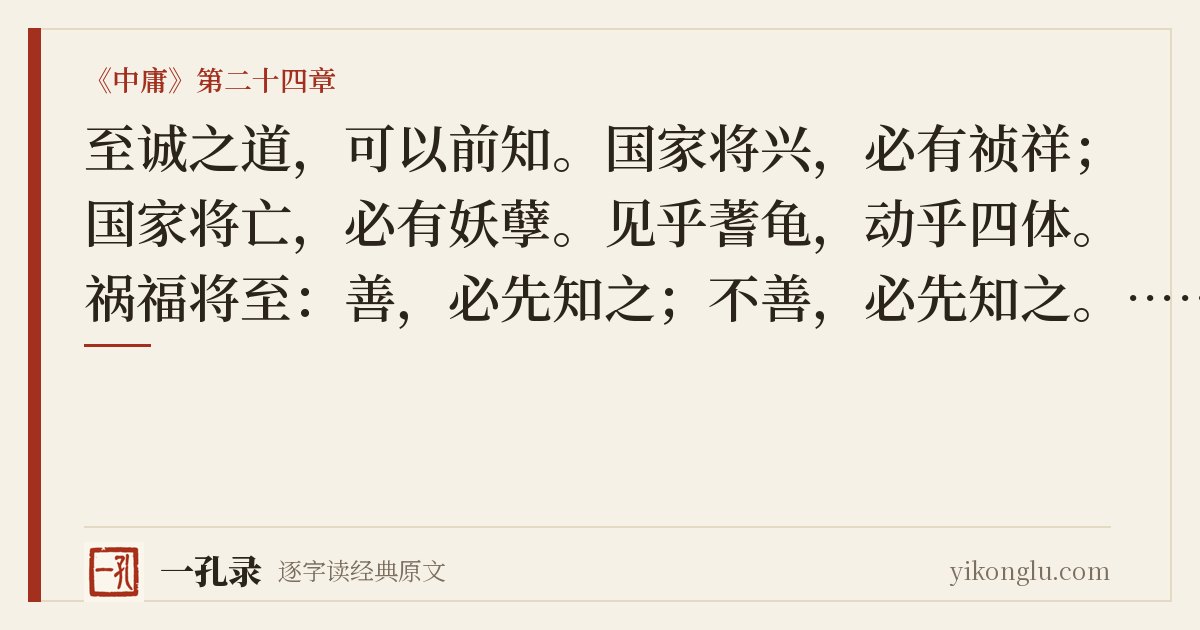 《中庸》第二十四章
至诚之道，可以前知。国家将兴，必有祯祥；
国家将亡，必有妖孽。见乎蓍龟，动乎四体。
祸福将至：善，必先知之；不善，必先知之。……
一孔
一孔录 逐字读经典原文 yikonglu.com